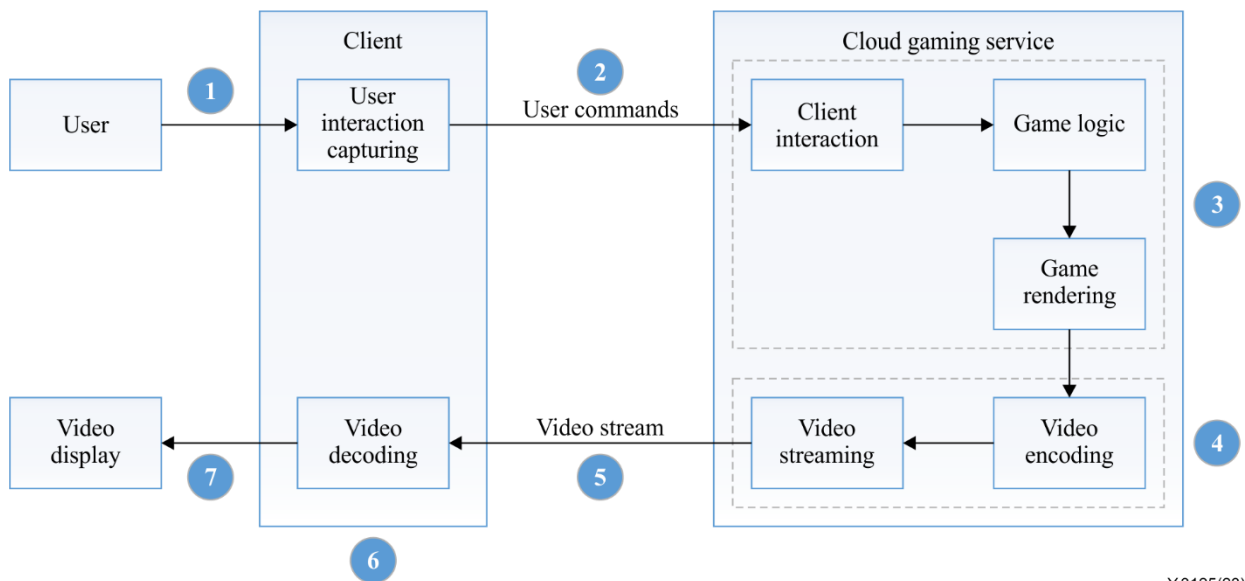 Client
Cloud gaming service
1
2
User
User
interaction
capturing
User commands
Client
interaction
Game logic
3
Game
rendering
Video
display
Video
decoding
Video stream
Video
streaming
Video
encoding
4
7
5
6